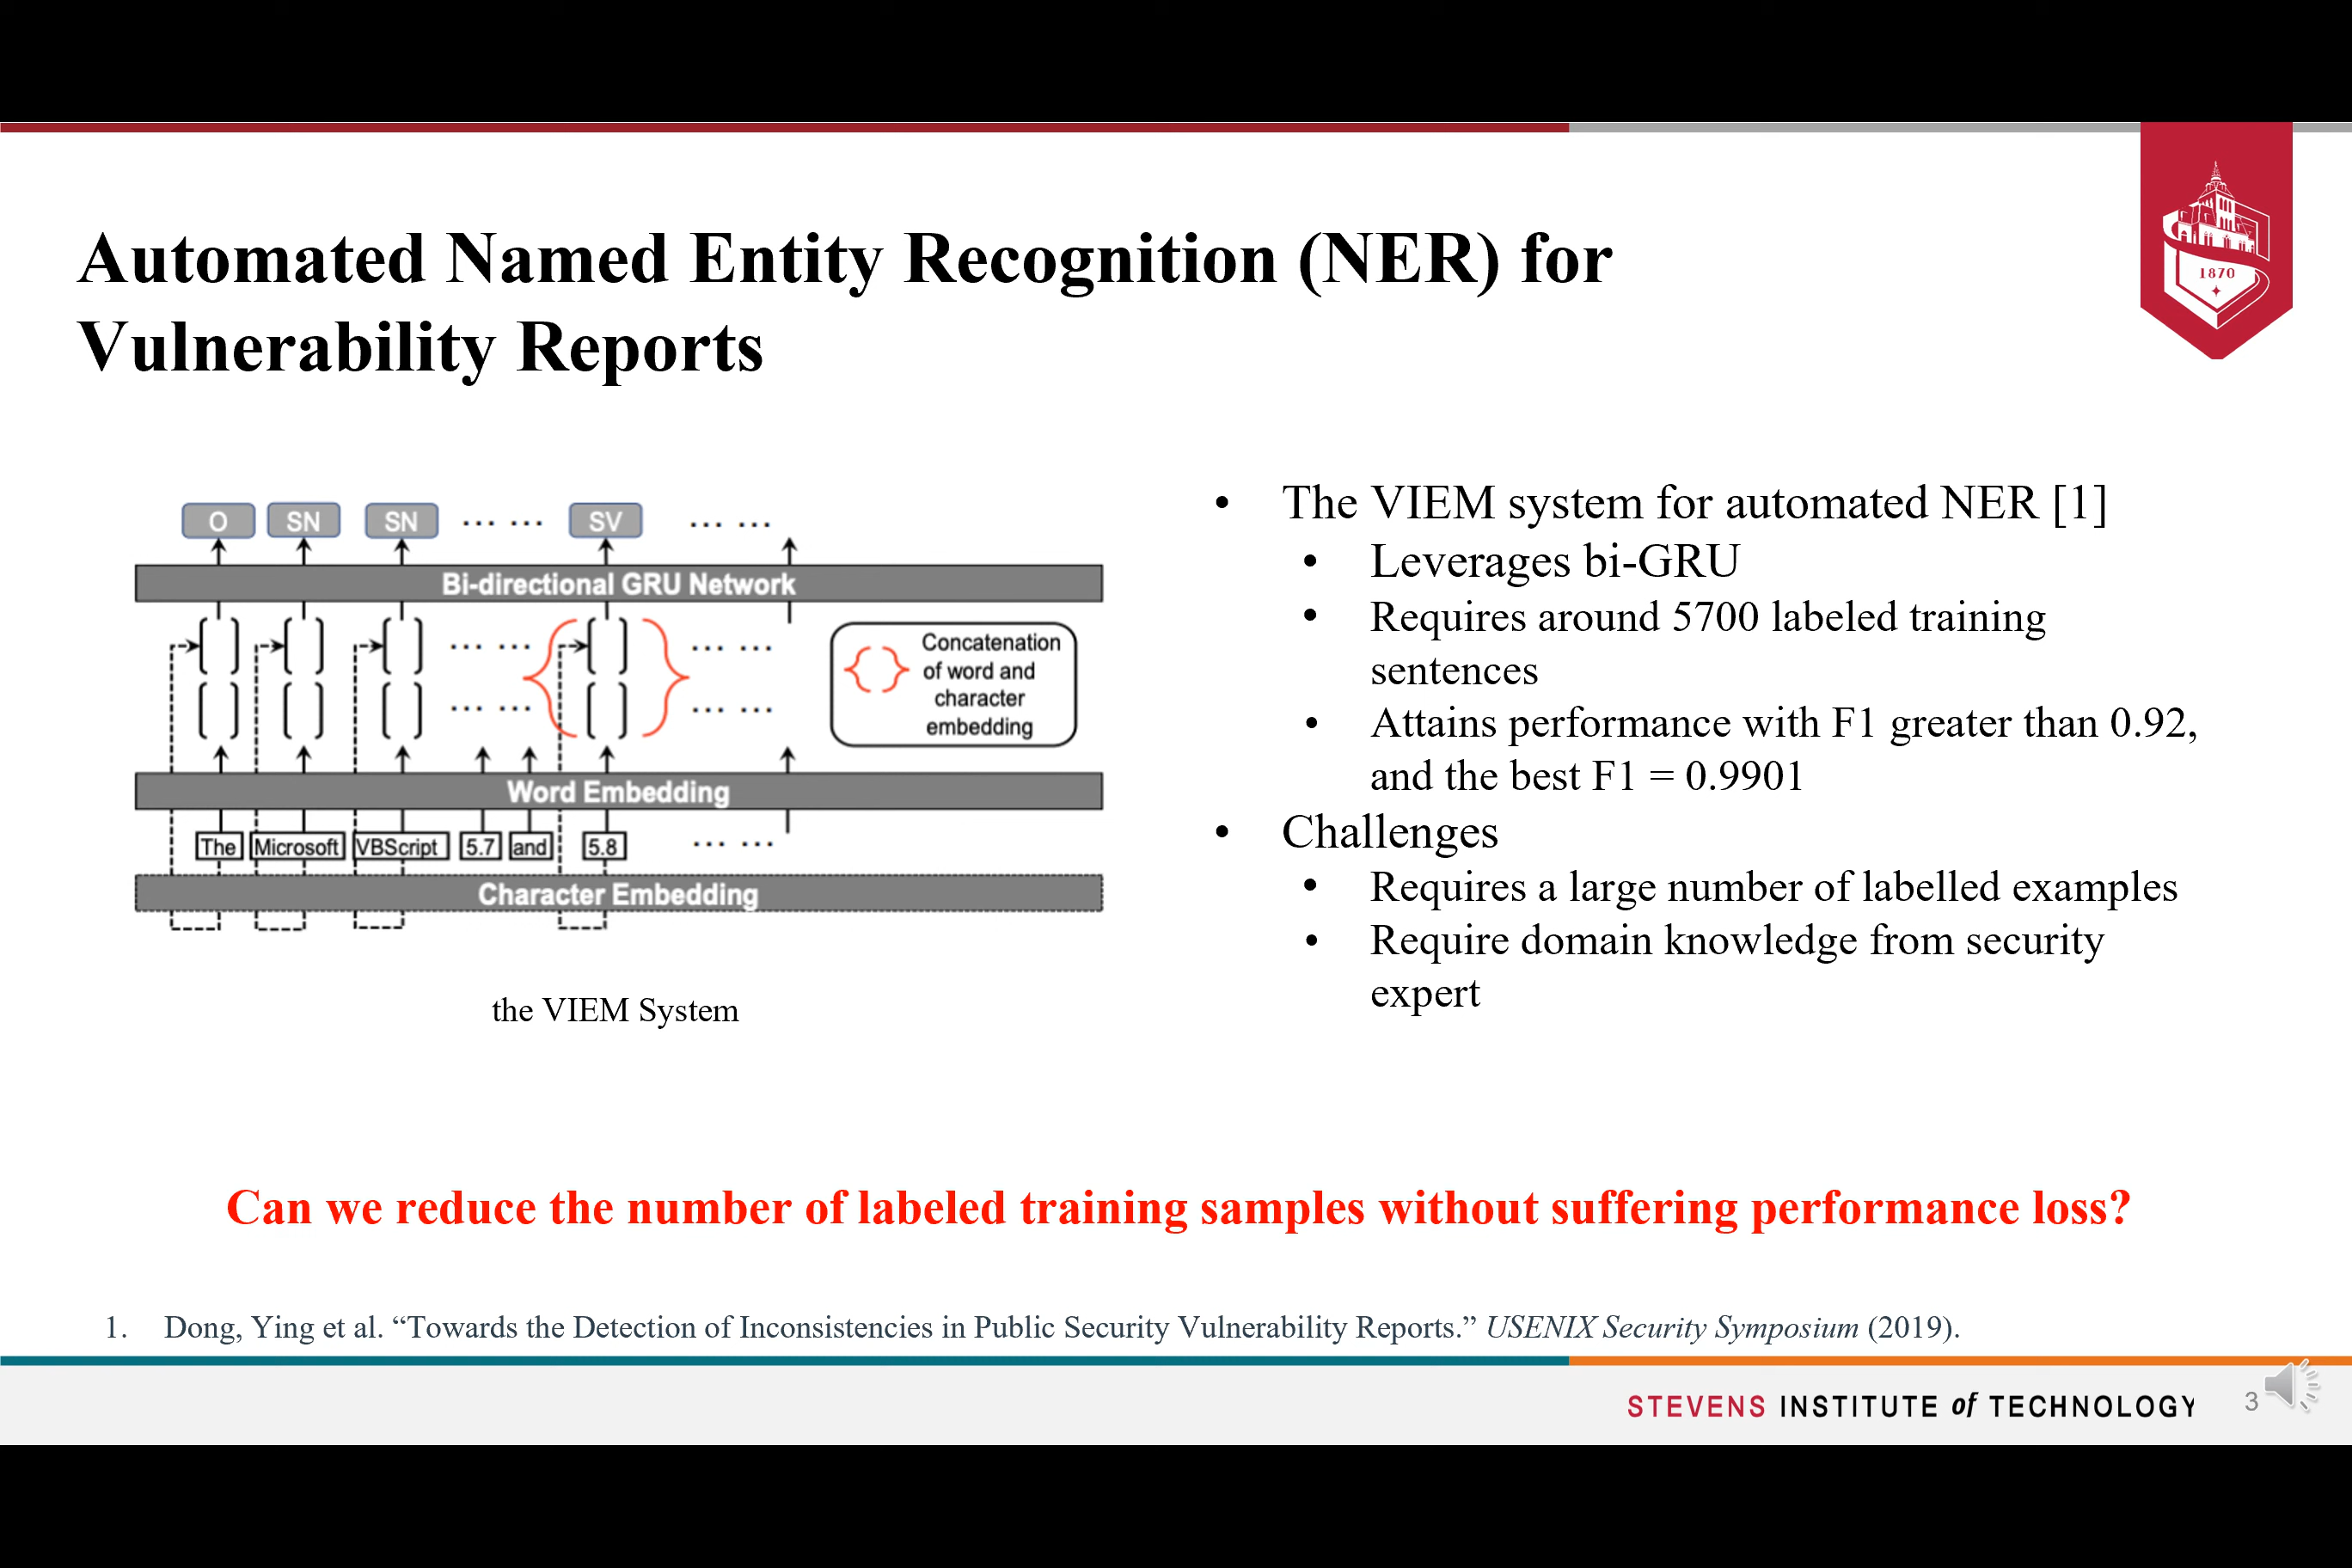 1870
Automated Named Entity Recognition (NER) for
Vulnerability Reports
O SN SN ... ... SV ... ...
Bi-directional GRU Network
... ... ... ...
... ... ... ...
Concatenation
of word and
character
embedding
Word Embedding
The Microsoft VBScript 5.7 and 5.8 ... ...
Character Embedding
the VIEM System
• The VIEM system for automated NER [1]
• Leverages bi-GRU
• Requires around 5700 labeled training
sentences
• Attains performance with F1 greater than 0.92,
and the best F1 = 0.9901
• Challenges
• Requires a large number of labelled examples
• Require domain knowledge from security
expert
Can we reduce the number of labeled training samples without suffering performance loss?
1. Dong, Ying et al. “Towards the Detection of Inconsistencies in Public Security Vulnerability Reports.” USENIX Security Symposium (2019).
STEVENS INSTITUTE of TECHNOLOGY 3